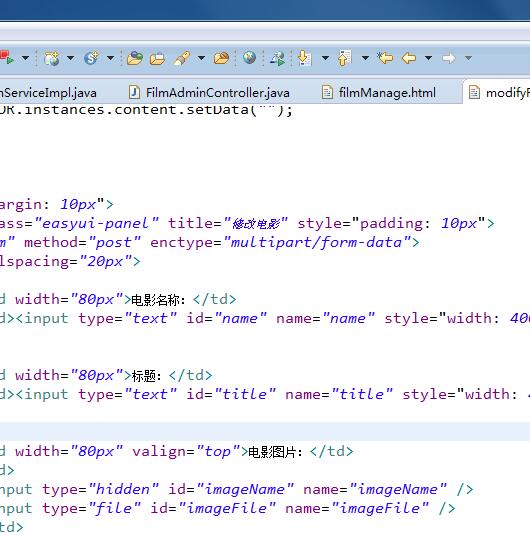 nServiceImpl.java FilmAdminController.java filmManage.html modifyF
OR.instances.content.setData("");
argin: 10px">
ass="easyui-panel" title="修改电影" style="padding: 10px">
m" method="post" enctype="multipart/form-data">
lspacing="20px">
d width="80px">电影名称：</td>
d><input type="text" id="name" name="name" style="width: 400
d width="80px">标题：</td>
d><input type="text" id="title" name="title" style="width: 4
d width="80px" valign="top">电影图片：</td>
d>
nput type="hidden" id="imageName" name="imageName" />
nput type="file" id="imageFile" name="imageFile" />
td>